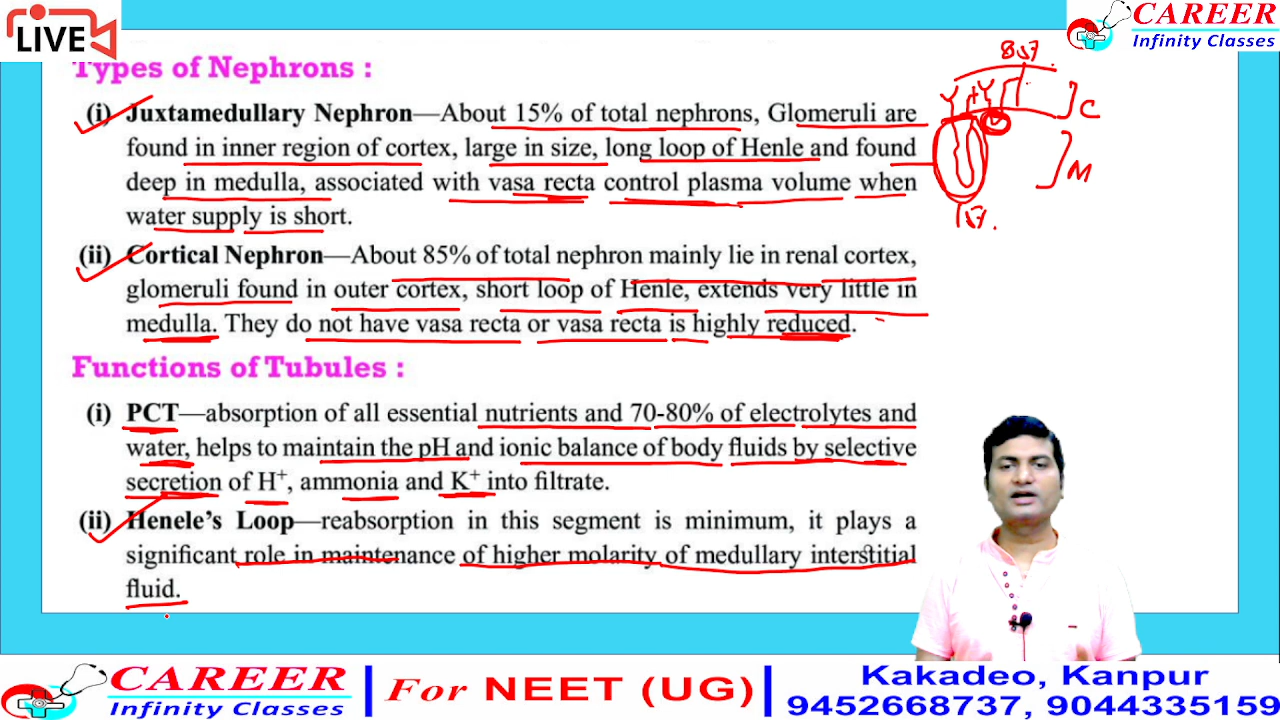 LIVE
CAREER
Infinity Classes
Types of Nephrons :
(i) Juxtamedullary Nephron—About 15% of total nephrons, Glomeruli are
found in inner region of cortex, large in size, long loop of Henle and found
deep in medulla, associated with vasa recta control plasma volume when
water supply is short.
(ii) Cortical Nephron—About 85% of total nephron mainly lie in renal cortex,
glomeruli found in outer cortex, short loop of Henle, extends very little in
medulla. They do not have vasa recta or vasa recta is highly reduced.
C
M
Functions of Tubules :
(i) PCT—absorption of all essential nutrients and 70-80% of electrolytes and
water, helps to maintain the pH and ionic balance of body fluids by selective
secretion of H⁺, ammonia and K⁺ into filtrate.
(ii) Henele's Loop—reabsorption in this segment is minimum, it plays a
significant role in maintenance of higher molarity of medullary interstitial
fluid.
CAREER
Infinity Classes
For NEET (UG)
Kakadeo, Kanpur
9452668737, 9044335159